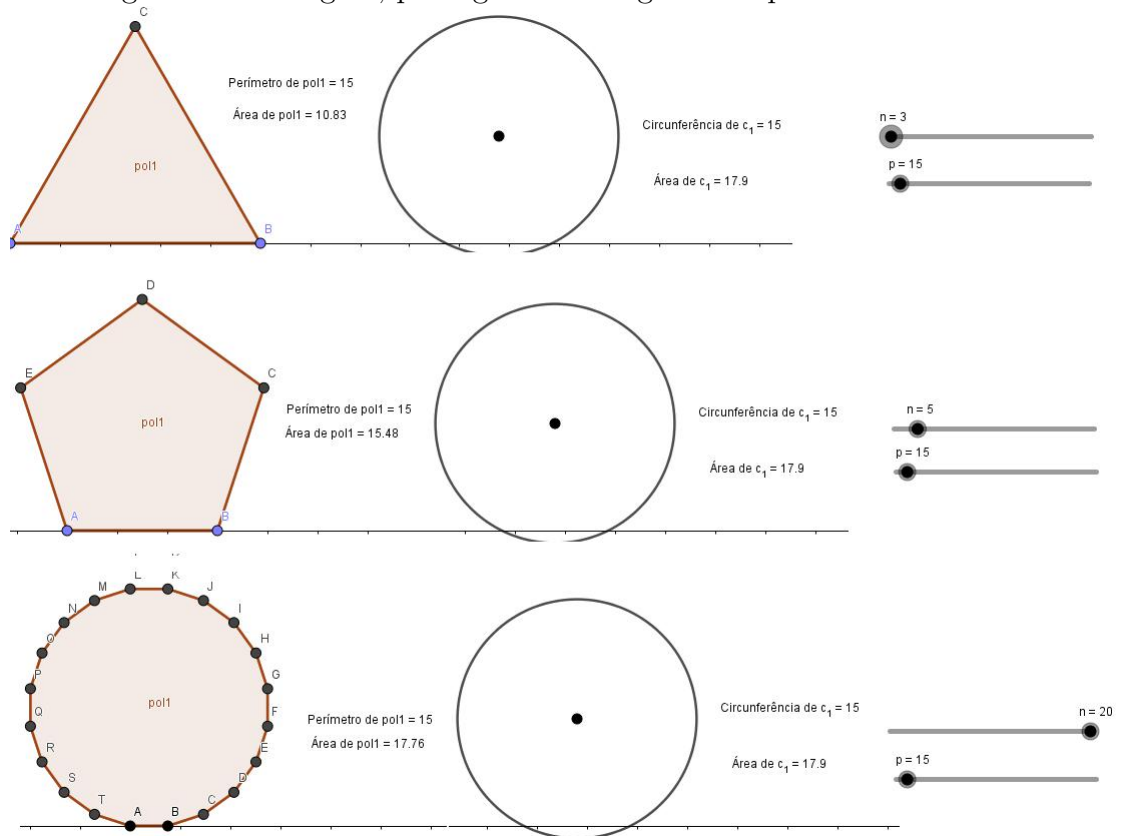 C
Perímetro de pol1 = 15
Área de pol1 = 10.83
pol1
A
B
Circunferência de c1 = 15
Área de c1 = 17.9
n = 3
p = 15
D
E
C
pol1
Perímetro de pol1 = 15
Área de pol1 = 15.48
A
B
Circunferência de c1 = 15
Área de c1 = 17.9
n = 5
p = 15
L
K
M
J
N
I
O
H
P
G
Q
F
R
E
S
D
T
A
B
C
pol1
Perímetro de pol1 = 15
Área de pol1 = 17.76
Circunferência de c1 = 15
Área de c1 = 17.9
n = 20
p = 15